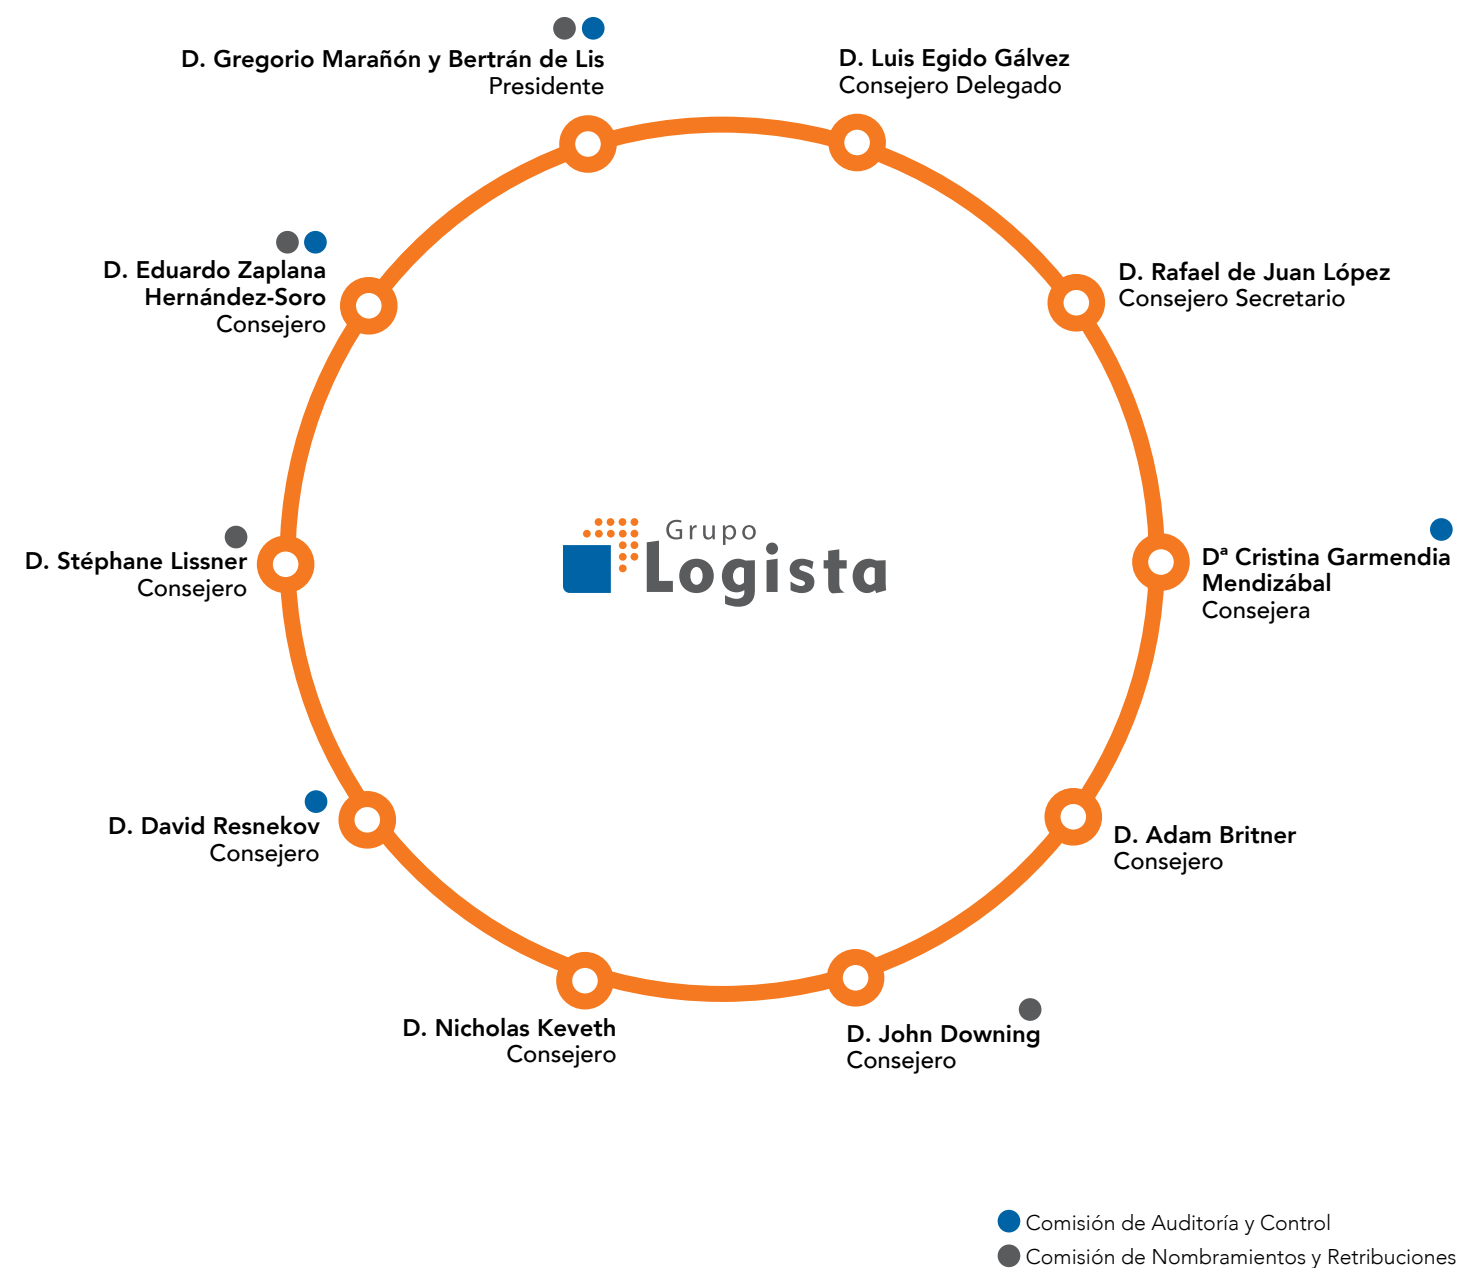 D. Gregorio Marañón y Bertrán de Lis
Presidente
D. Luis Egido Gálvez
Consejero Delegado
D. Eduardo Zaplana
Hernández-Soro
Consejero
D. Rafael de Juan López
Consejero Secretario
D. Stéphane Lissner
Consejero
Grupo
Logista
Dª Cristina Garmendia
Mendizábal
Consejera
D. David Resnekov
Consejero
D. Adam Britner
Consejero
D. Nicholas Keveth
Consejero
D. John Downing
Consejero
Comisión de Auditoría y Control
Comisión de Nombramientos y Retribuciones